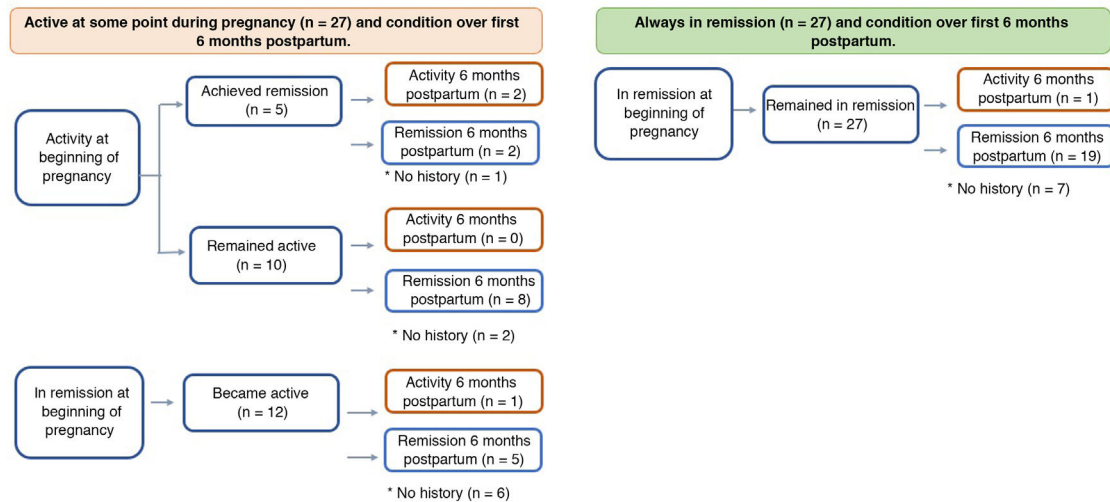 Active at some point during pregnancy (n = 27) and condition over first
6 months postpartum.
Activity at
beginning of
pregnancy
Achieved remission
(n = 5)
Activity 6 months
postpartum (n = 2)
Remission 6 months
postpartum (n = 2)
* No history (n = 1)
Remained active
(n = 10)
Activity 6 months
postpartum (n = 0)
Remission 6 months
postpartum (n = 8)
* No history (n = 2)
In remission at
beginning of
pregnancy
Became active
(n = 12)
Activity 6 months
postpartum (n = 1)
Remission 6 months
postpartum (n = 5)
* No history (n = 6)
Always in remission (n = 27) and condition over first 6 months
postpartum.
In remission at
beginning of
pregnancy
Remained in remission
(n = 27)
Activity 6 months
postpartum (n = 1)
Remission 6 months
postpartum (n = 19)
* No history (n = 7)